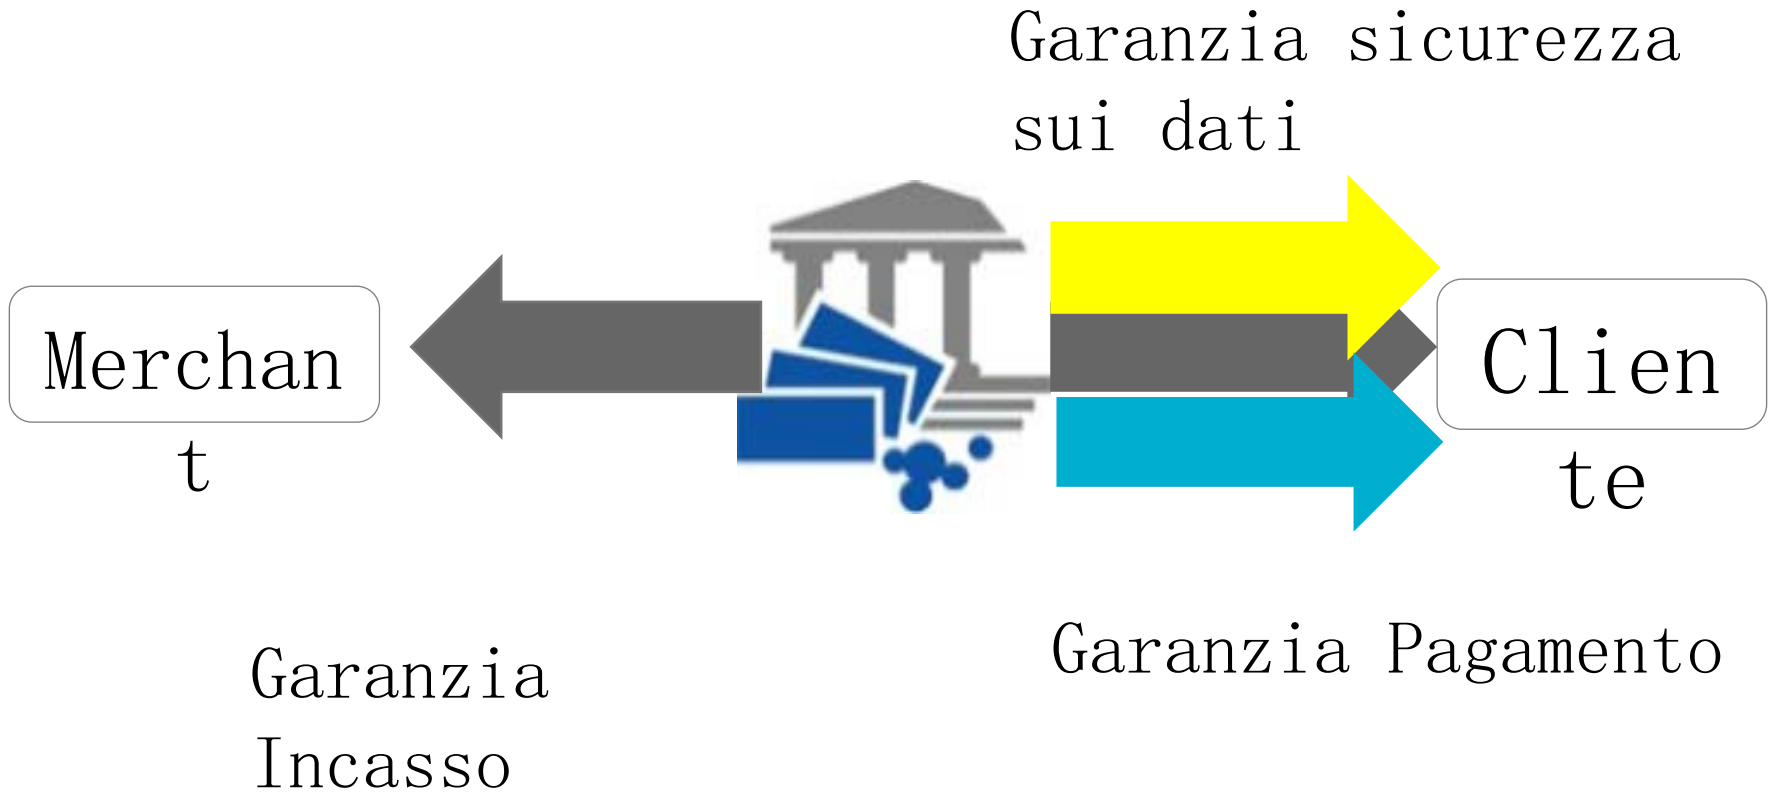 Garanzia sicurezza
sui dati
Merchan
t
Clien
te
Garanzia Pagamento
Garanzia
Incasso